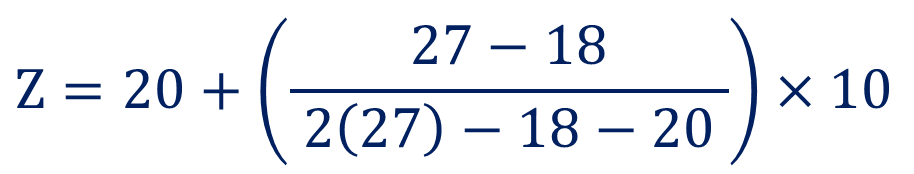 Z = 20 + ( 27 − 18 / 2(27) − 18 − 20 ) × 10